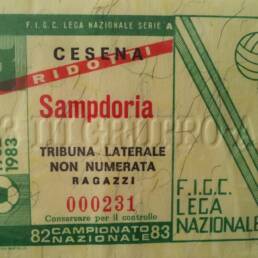 F.I.G.C. LEGA NAZIONALE SERIE A
CESENA
RIDOTTI
Sampdoria
TRIBUNA LATERALE
NON NUMERATA
RAGAZZI
000231
Conservare per il controllo
82 CAMPIONATO 83
NAZIONALE
1983
F.I.G.C.
LEGA
NAZIONALE